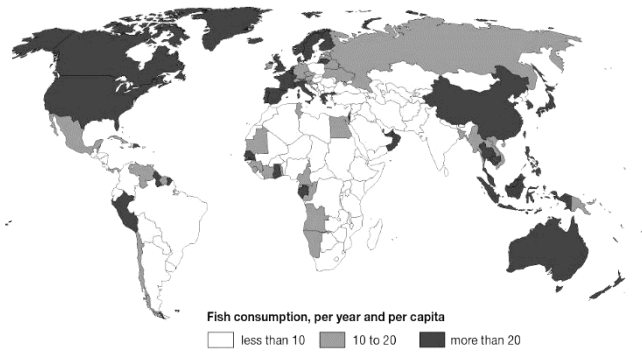 Fish consumption, per year and per capita
less than 10 10 to 20 more than 20